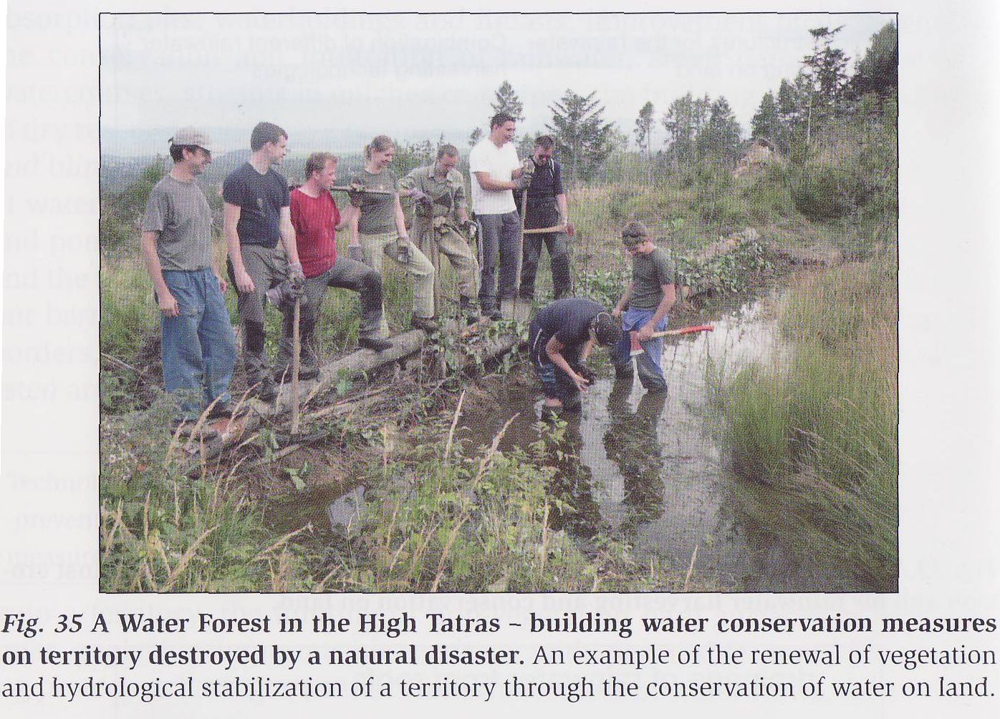 Fig. 35 A Water Forest in the High Tatras – building water conservation measures
on territory destroyed by a natural disaster. An example of the renewal of vegetation
and hydrological stabilization of a territory through the conservation of water on land.